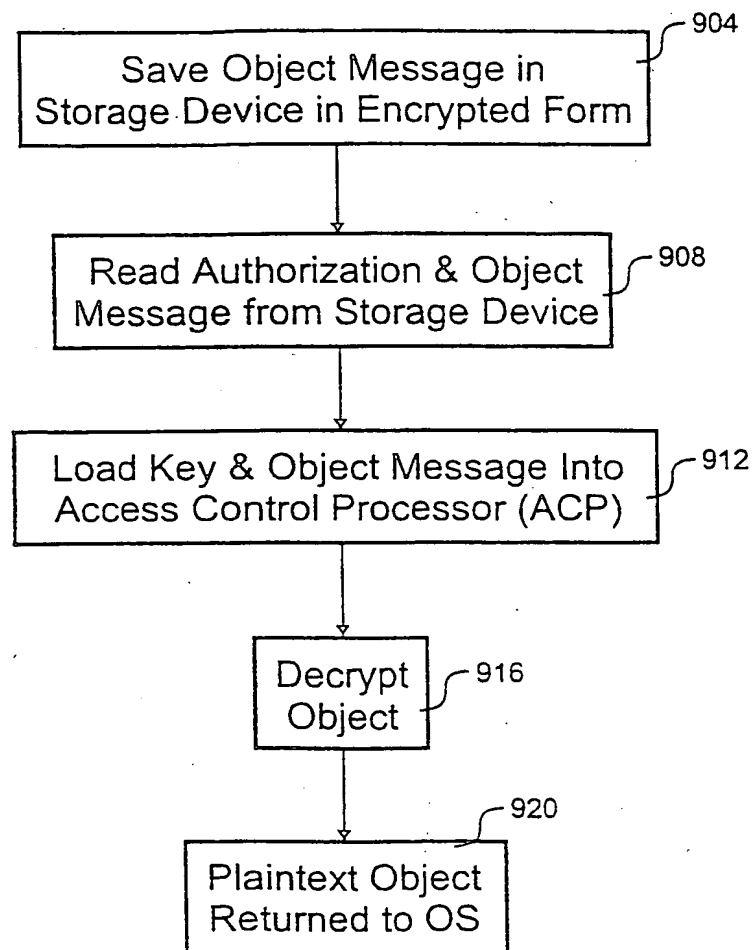 904
Save Object Message in
Storage Device in Encrypted Form
908
Read Authorization & Object
Message from Storage Device
912
Load Key & Object Message Into
Access Control Processor (ACP)
916
Decrypt
Object
920
Plaintext Object
Returned to OS